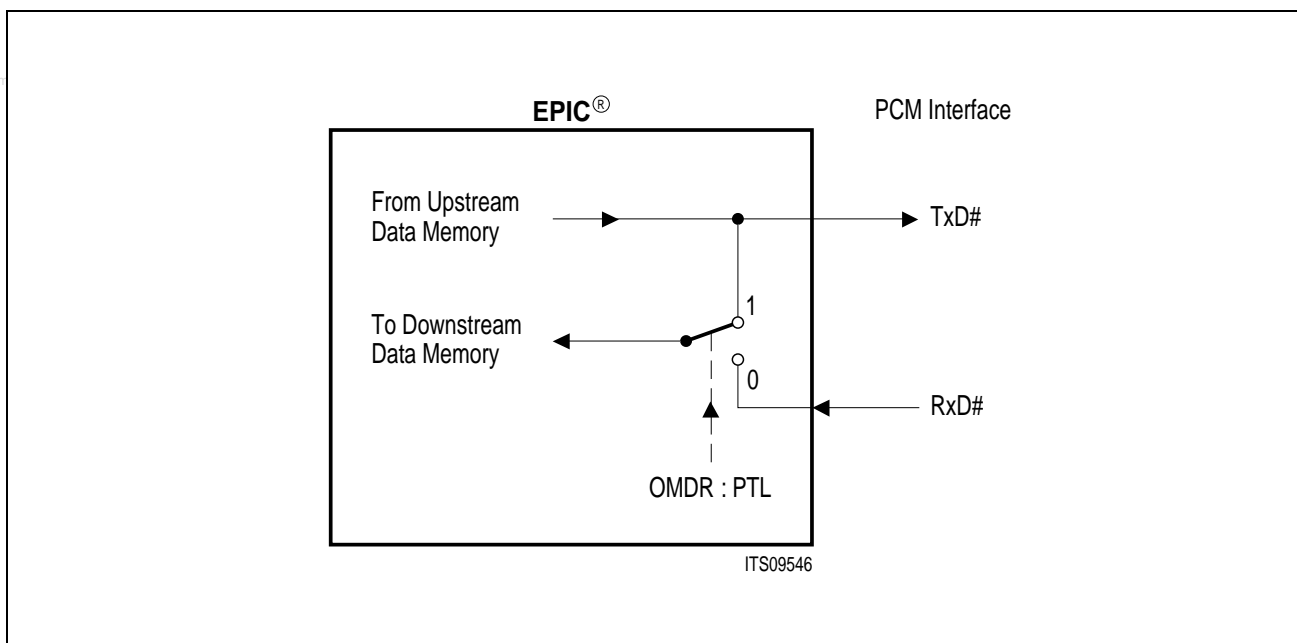 EPIC®
PCM Interface
From Upstream
Data Memory
TxD#
1
To Downstream
Data Memory
0
RxD#
OMDR : PTL
ITS09546